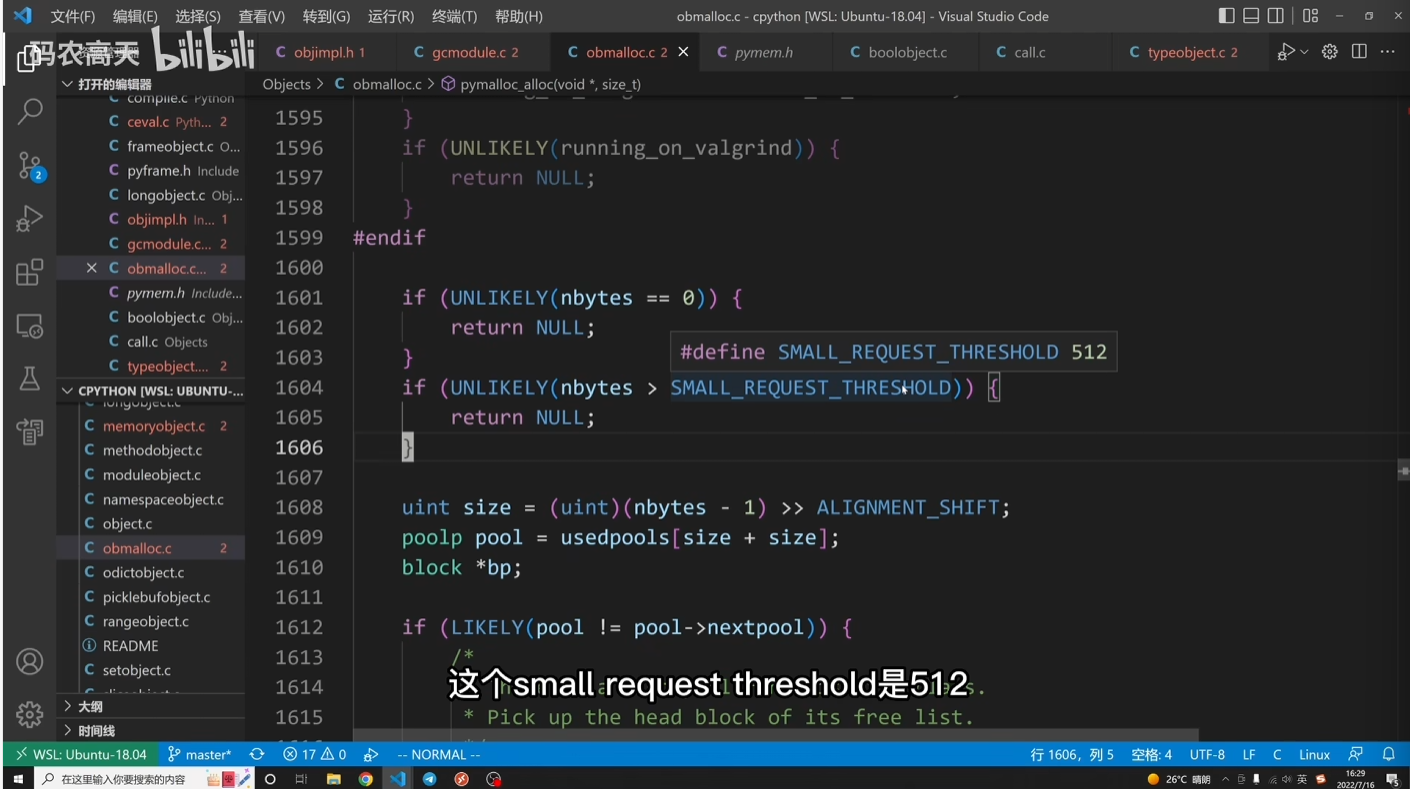 文件(F) 编辑(E) 选择(S) 查看(V) 转到(G) 运行(R) 终端(T) 帮助(H)
obmalloc.c - cpython [WSL: Ubuntu-18.04] - Visual Studio Code
码农高天 bilibili
objimpl.h 1
gcmodule.c 2
obmalloc.c 2
pymem.h
boolobject.c
call.c
typeobject.c 2
打开的编辑器
Objects > C obmalloc.c > pymalloc_alloc(void *, size_t)
compile.c Python
ceval.c Pyth... 2
frameobject.c O...
pyframe.h Include
longobject.c Obj...
objimpl.h In... 1
gcmodule.c... 2
obmalloc.c... 2
pymem.h Include...
boolobject.c Obj...
call.c Objects
typeobject.... 2
CPYTHON [WSL: UBUNTU-...
longobject.c
memoryobject.c 2
methodobject.c
moduleobject.c
namespaceobject.c
object.c
obmalloc.c 2
odictobject.c
picklebufobject.c
rangeobject.c
README
setobject.c
大纲
时间线
2
1595 }
1596 if (UNLIKELY(running_on_valgrind)) {
1597 return NULL;
1598 }
1599 #endif
1600
1601 if (UNLIKELY(nbytes == 0)) {
1602 return NULL;
1603 }
#define SMALL_REQUEST_THRESHOLD 512
1604 if (UNLIKELY(nbytes > SMALL_REQUEST_THRESHOLD)) {
1605 return NULL;
1606 }
1607
1608 uint size = (uint)(nbytes - 1) >> ALIGNMENT_SHIFT;
1609 poolp pool = usedpools[size + size];
1610 block *bp;
1611
1612 if (LIKELY(pool != pool->nextpool)) {
1613 /*
1614
这个small request threshold是512
1615 * Pick up the head block of its free list.
WSL: Ubuntu-18.04 master* 17 0 -- NORMAL -- 行 1606，列 5 空格: 4 UTF-8 LF C Linux
在这里输入你要搜索的内容 26°C 晴朗 英 16:29
2022/7/16 5